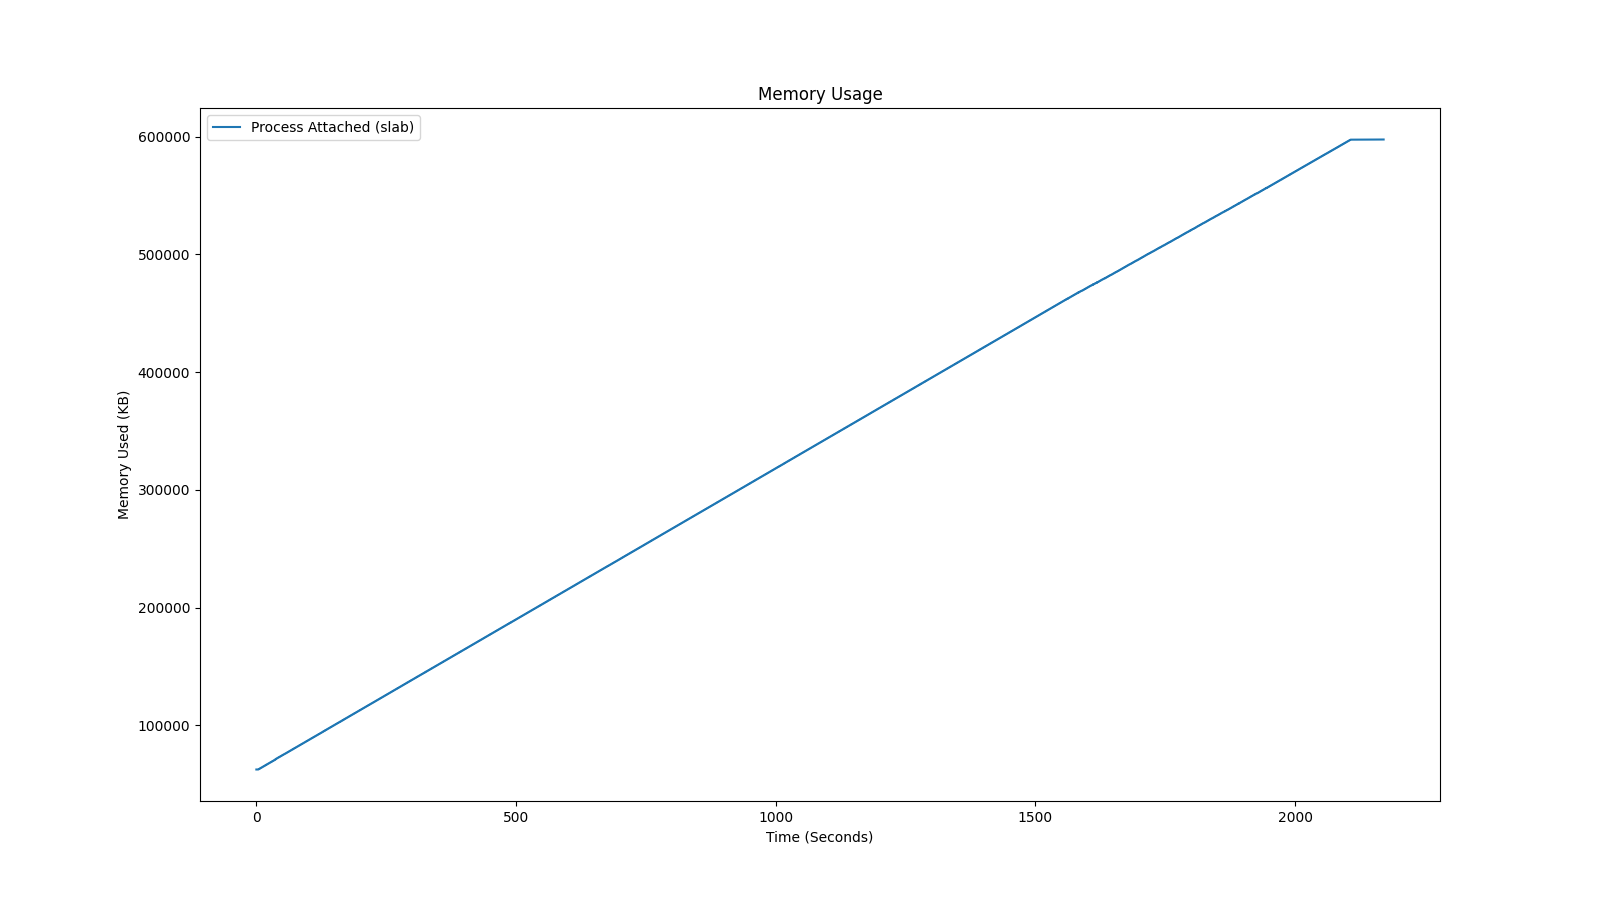 Memory Usage
Process Attached (slab)
600000
500000
400000
300000
200000
100000
Memory Used (KB)
0 500 1000 1500 2000
Time (Seconds)